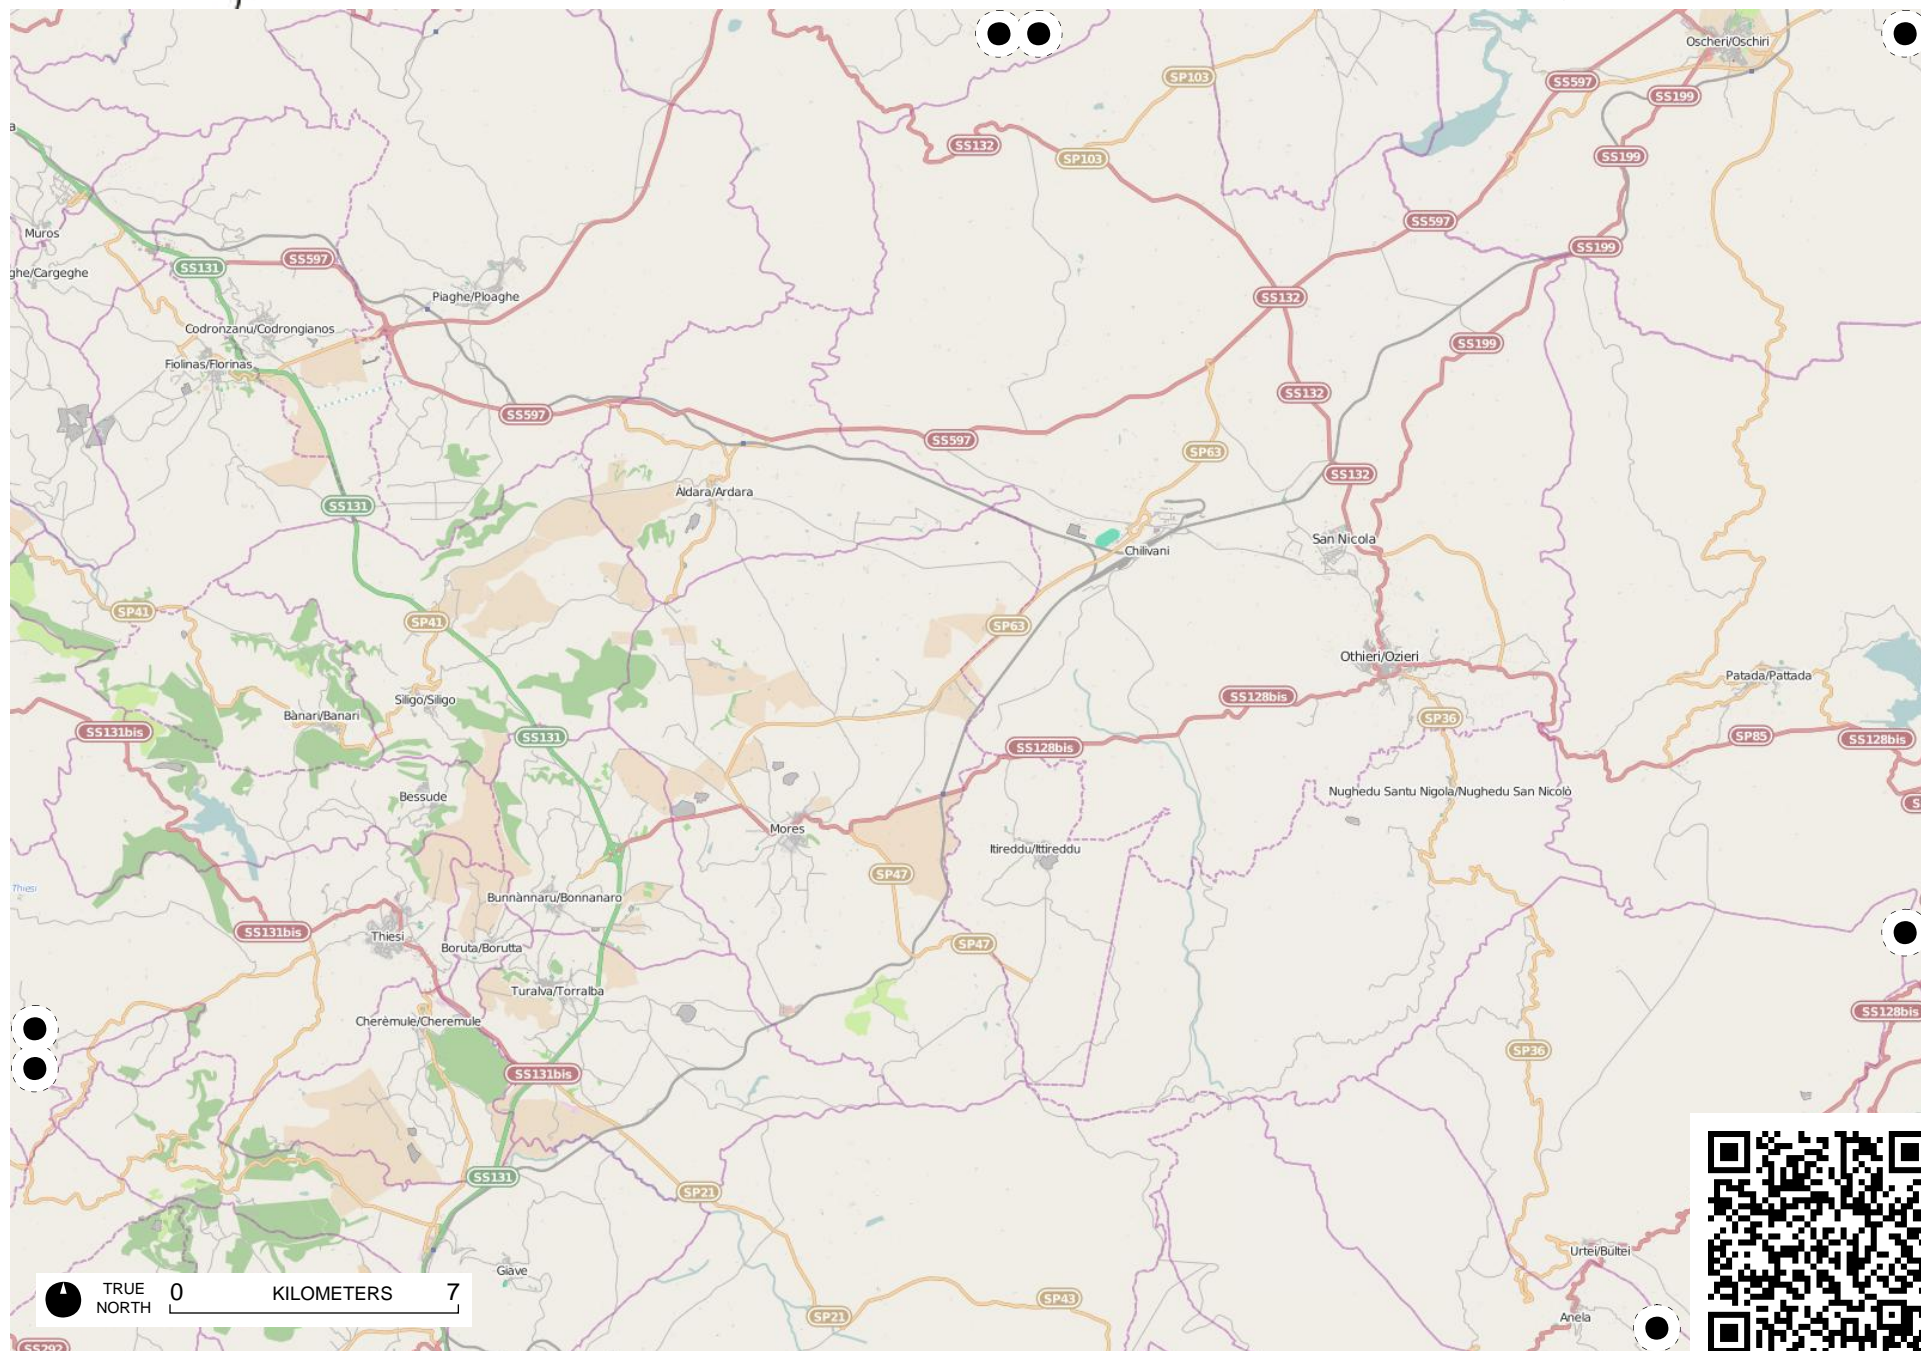 Oscheri/Oschiri
SP103
SS597
SS199
SS132
SP103
SS199
Muros
SS597
SS199
ghe/Cargeghe
SS131
SS597
Piaghe/Ploaghe
SS132
Codronzanu/Codrongianos
SS199
Fiolinas/Florinas
SS132
SS597
SS597
SP63
SS132
Àldara/Ardara
SS131
San Nicola
Chilivani
SP41
SP41
SP63
Othieri/Ozieri
Patada/Pattada
Siligo/Siligo
SS128bis
Bànari/Banari
SP36
SS131bis
SS131
SS128bis
SP85
SS128bis
Bessude
Nughedu Santu Nigola/Nughedu San Nicolò
S
Mores
Itireddu/Ittireddu
SP47
Thiesi
Bunnànnaru/Bonnanaro
SS131bis
Thiesi
Boruta/Borutta
SP47
Turalva/Torralba
SS128bis
Cherèmule/Cheremule
SP36
SS131bis
SS131
SP21
Urtei/Bultei
Giave
TRUE
NORTH
0 KILOMETERS 7
SP43
SP21
Anela
SS292